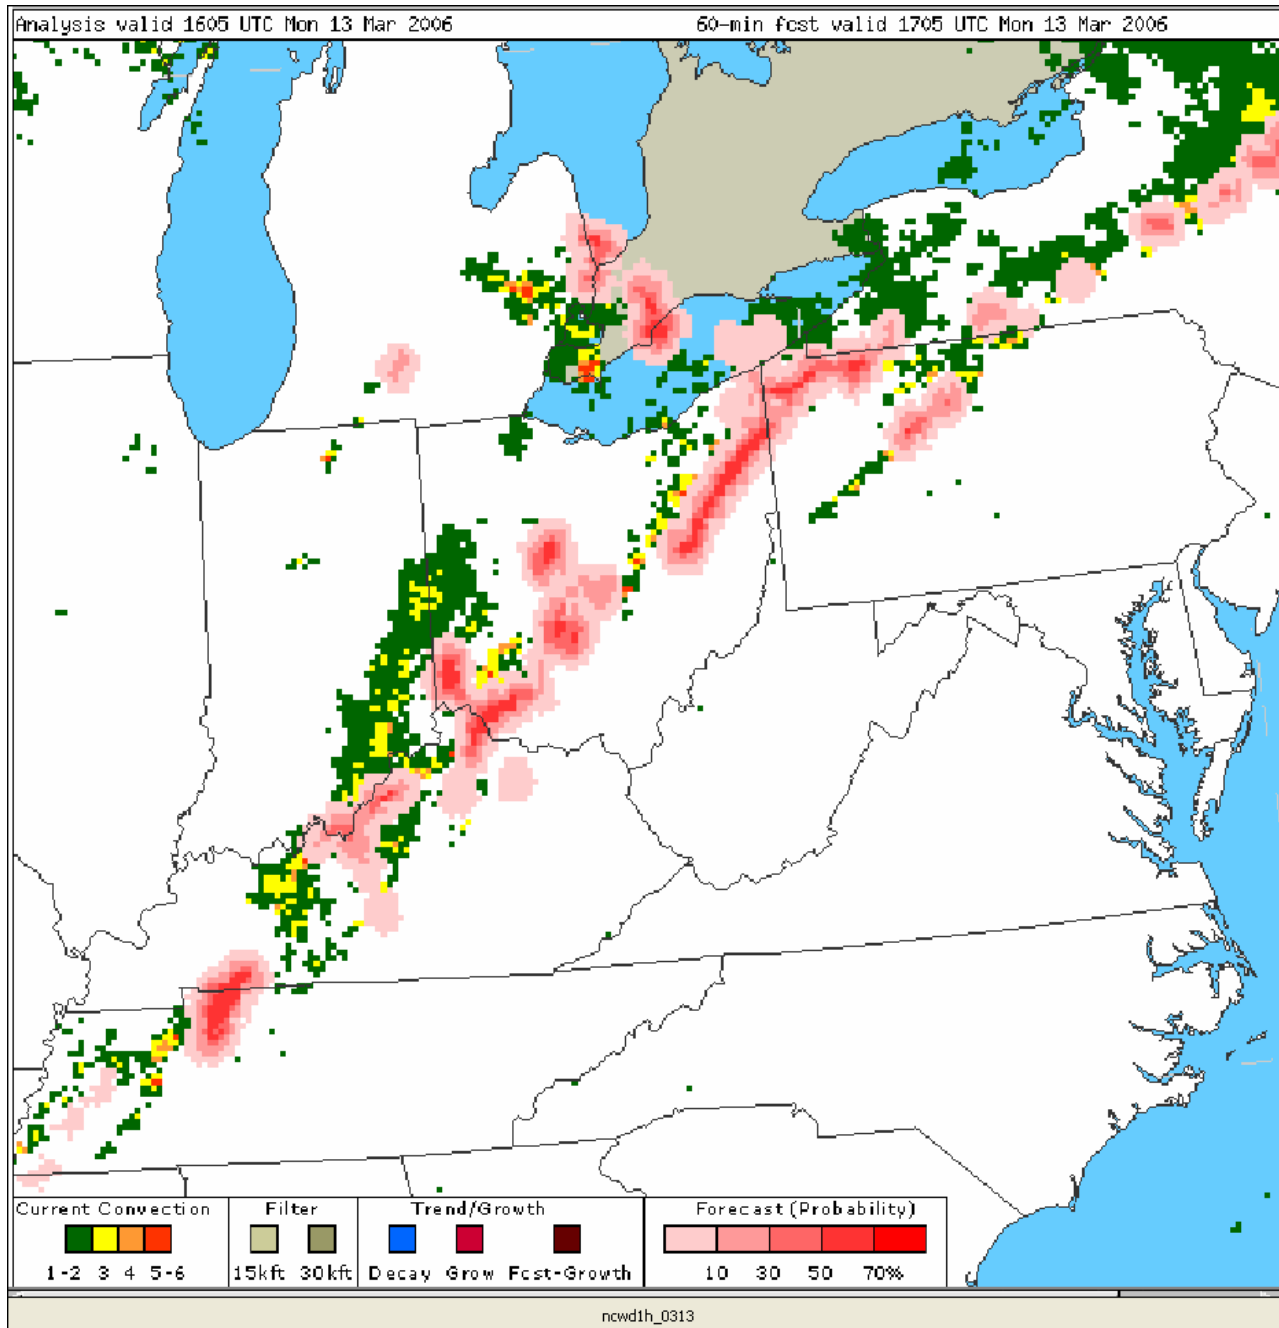 Analysis valid 1605 UTC Mon 13 Mar 2006 60-min fcst valid 1705 UTC Mon 13 Mar 2006
Current Convection Filter Trend/Growth Forecast (Probability)
1-2 3 4 5-6 15kft 30kft Decay Grow Fcst-Growth 10 30 50 70%
ncwd1h_0313